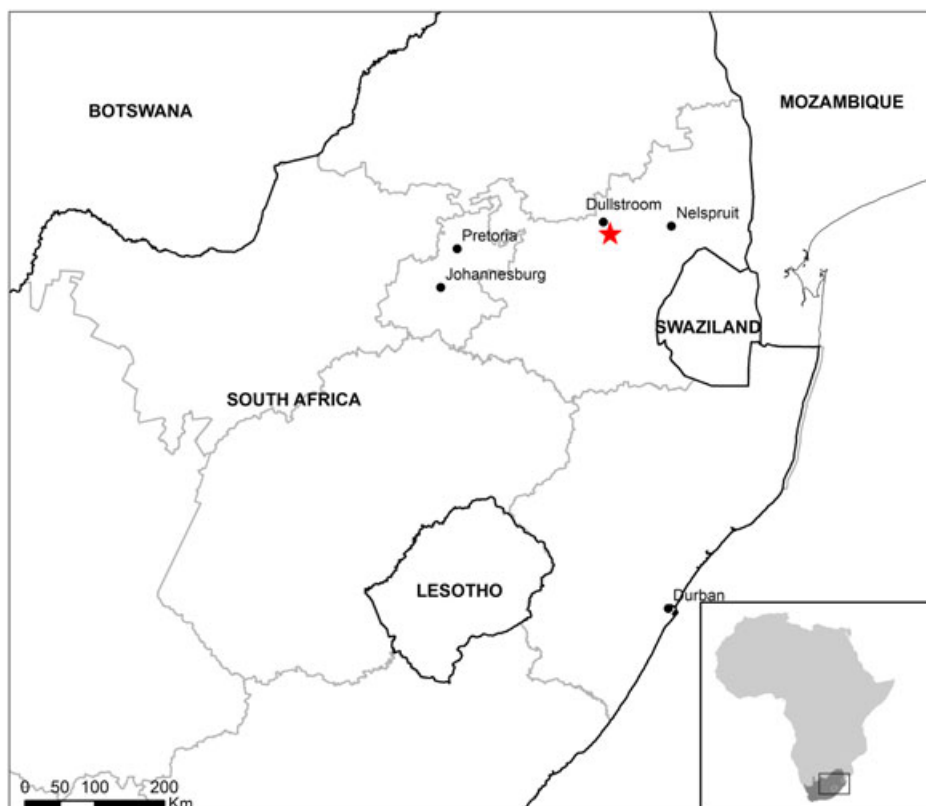 BOTSWANA
MOZAMBIQUE
Dullstroom
Nelspruit
Pretoria
Johannesburg
SWAZILAND
SOUTH AFRICA
LESOTHO
Durban
0 50 100 200
Km